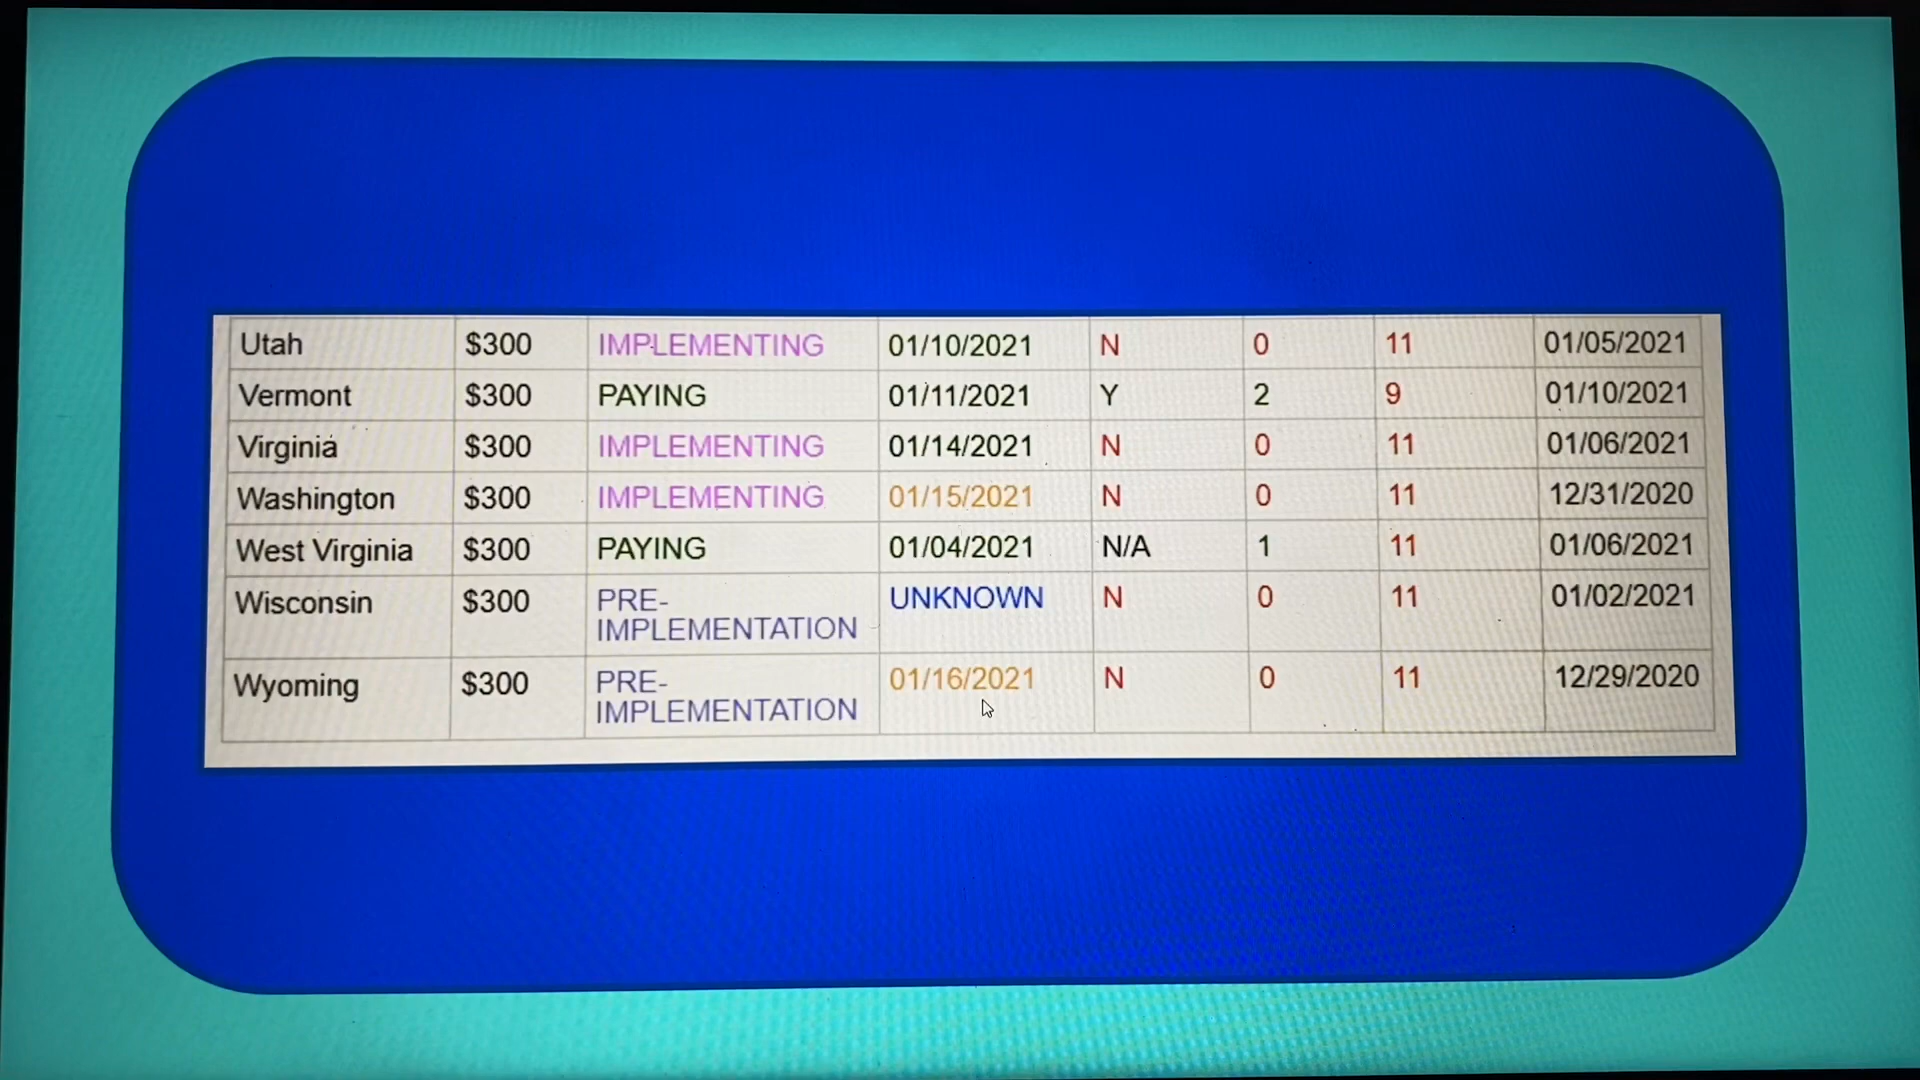 Utah $300 IMPLEMENTING 01/10/2021 N 0 11 01/05/2021
Vermont $300 PAYING 01/11/2021 Y 2 9 01/10/2021
Virginia $300 IMPLEMENTING 01/14/2021 N 0 11 01/06/2021
Washington $300 IMPLEMENTING 01/15/2021 N 0 11 12/31/2020
West Virginia $300 PAYING 01/04/2021 N/A 1 11 01/06/2021
Wisconsin $300 PRE- UNKNOWN N 0 11 01/02/2021
IMPLEMENTATION
Wyoming $300 PRE- 01/16/2021 N 0 11 12/29/2020
IMPLEMENTATION